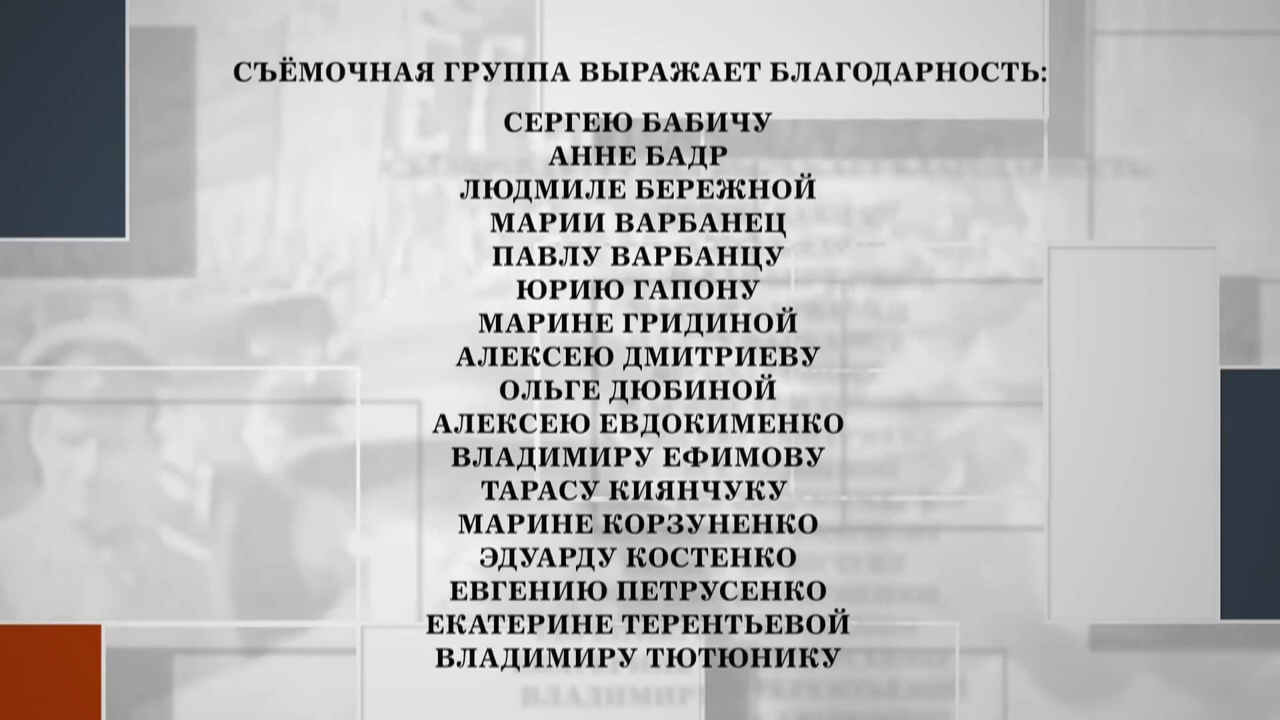 СЪЁМОЧНАЯ ГРУППА ВЫРАЖАЕТ БЛАГОДАРНОСТЬ:
СЕРГЕЮ БАБИЧУ
АННЕ БАДР
ЛЮДМИЛЕ БЕРЕЖНОЙ
МАРИИ ВАРБАНЕЦ
ПАВЛУ ВАРБАНЦУ
ЮРИЮ ГАПОНУ
МАРИНЕ ГРИДИНОЙ
АЛЕКСЕЮ ДМИТРИЕВУ
ОЛЬГЕ ДЮБИНОЙ
АЛЕКСЕЮ ЕВДОКИМЕНКО
ВЛАДИМИРУ ЕФИМОВУ
ТАРАСУ КИЯНЧУКУ
МАРИНЕ КОРЗУНЕНКО
ЭДУАРДУ КОСТЕНКО
ЕВГЕНИЮ ПЕТРУСЕНКО
ЕКАТЕРИНЕ ТЕРЕНТЬЕВОЙ
ВЛАДИМИРУ ТЮТЮНИКУ